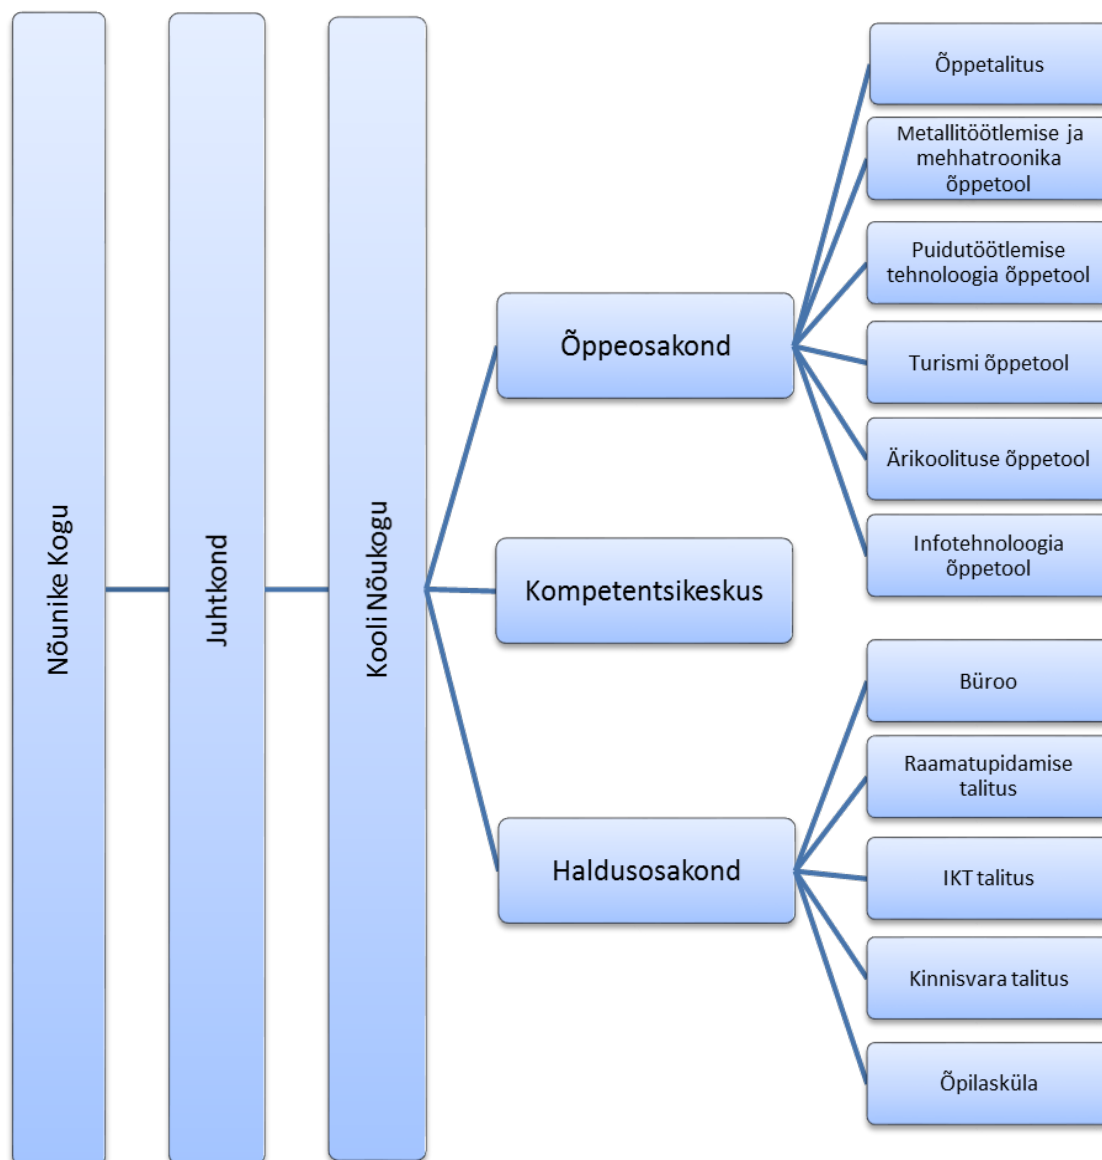 Nõunike Kogu
Juhtkond
Kooli Nõukogu
Õppeosakond
Kompetentsikeskus
Haldusosakond
Õppetalitus
Metallitöötlemise ja
mehhatroonika
õppetool
Puidutöötlemise
tehnoloogia õppetool
Turismi õppetool
Ärikoolituse õppetool
Infotehnoloogia
õppetool
Büroo
Raamatupidamise
talitus
IKT talitus
Kinnisvara talitus
Õpilasküla